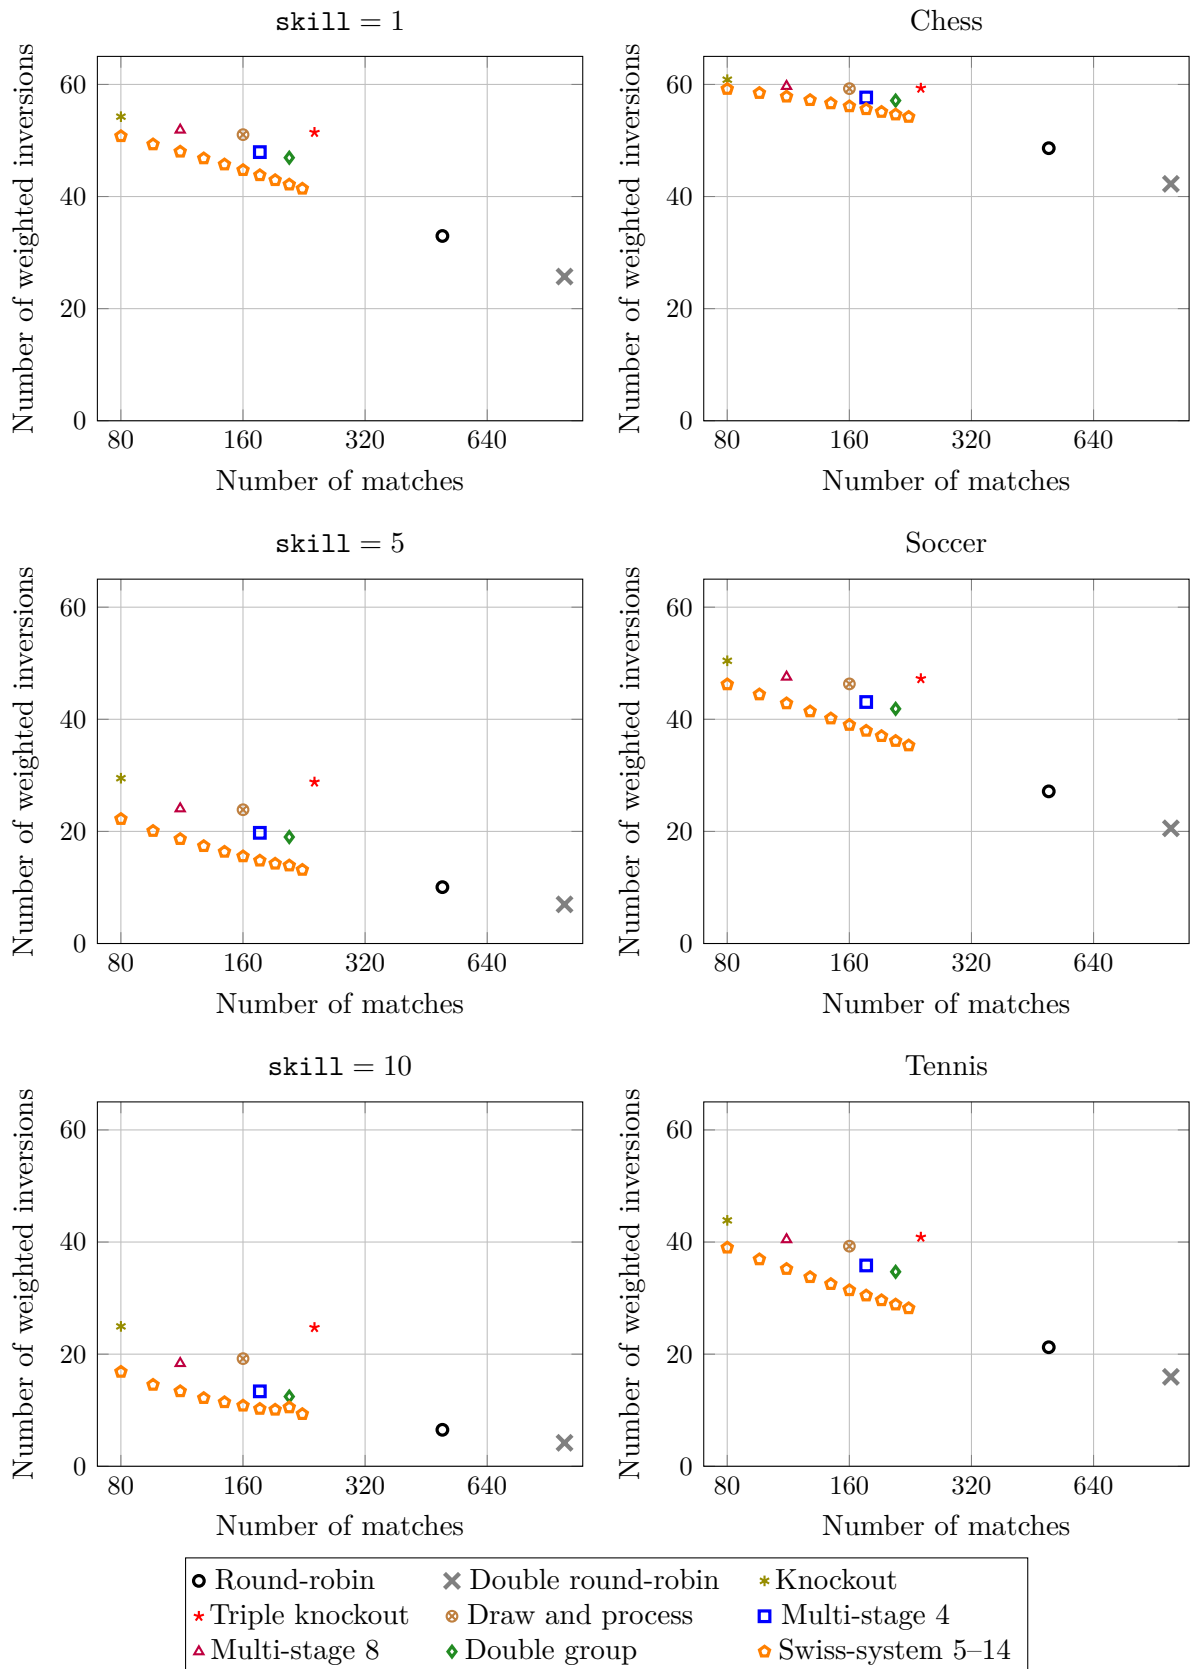 skill = 1
Number of weighted inversions
60
40
20
0
80 160 320 640
Number of matches
Chess
Number of weighted inversions
60
40
20
0
80 160 320 640
Number of matches
skill = 5
Number of weighted inversions
60
40
20
0
80 160 320 640
Number of matches
Soccer
Number of weighted inversions
60
40
20
0
80 160 320 640
Number of matches
skill = 10
Number of weighted inversions
60
40
20
0
80 160 320 640
Number of matches
Tennis
Number of weighted inversions
60
40
20
0
80 160 320 640
Number of matches
Round-robin Double round-robin Knockout
Triple knockout Draw and process Multi-stage 4
Multi-stage 8 Double group Swiss-system 5–14